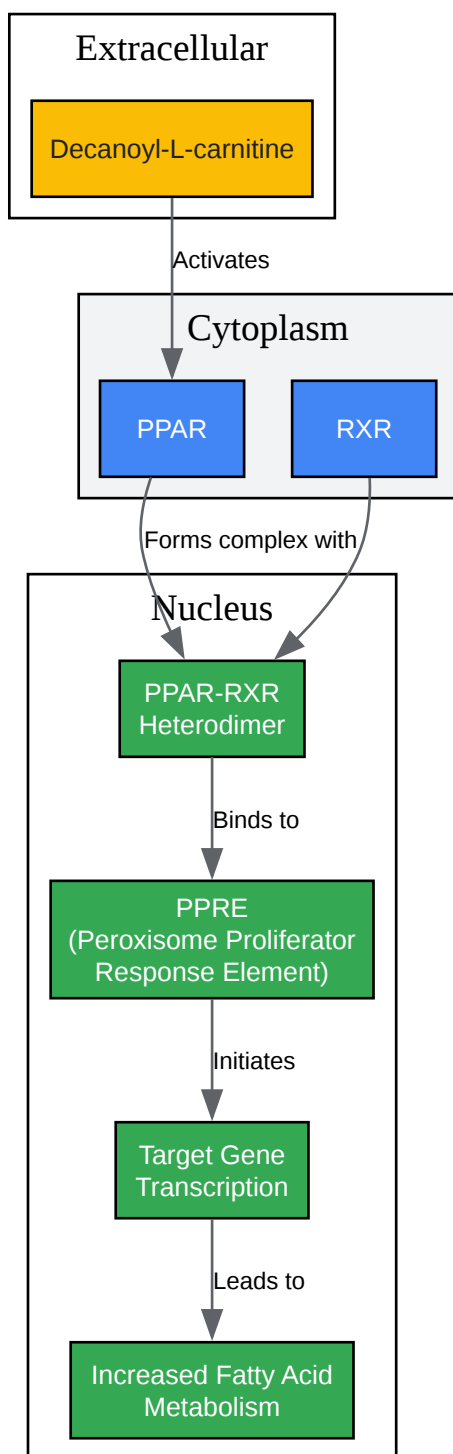 Extracellular
Decanoyl-L-carnitine
Activates
Cytoplasm
PPAR
RXR
Forms complex with
Nucleus
PPAR-RXR
Heterodimer
Binds to
PPRE
(Peroxisome Proliferator
Response Element)
Initiates
Target Gene
Transcription
Leads to
Increased Fatty Acid
Metabolism